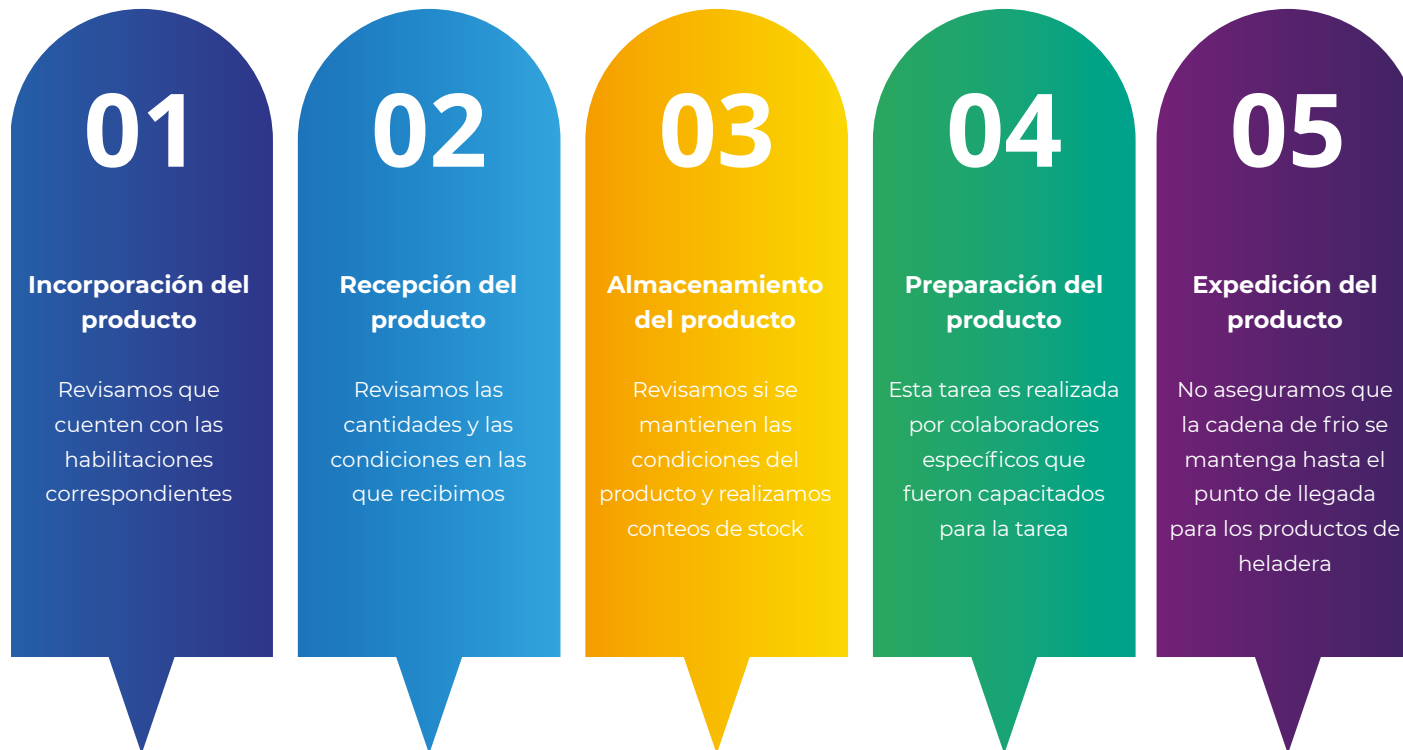 01
Incorporación del
producto
Revisamos que
cuenten con las
habilitaciones
correspondientes
02
Recepción del
producto
Revisamos las
cantidades y las
condiciones en las
que recibimos
03
Almacenamiento
del producto
Revisamos si se
mantienen las
condiciones del
producto y realizamos
conteos de stock
04
Preparación del
producto
Esta tarea es realizada
por colaboradores
específicos que
fueron capacitados
para la tarea
05
Expedición del
producto
No aseguramos que
la cadena de frio se
mantenga hasta el
punto de llegada
para los productos de
heladera